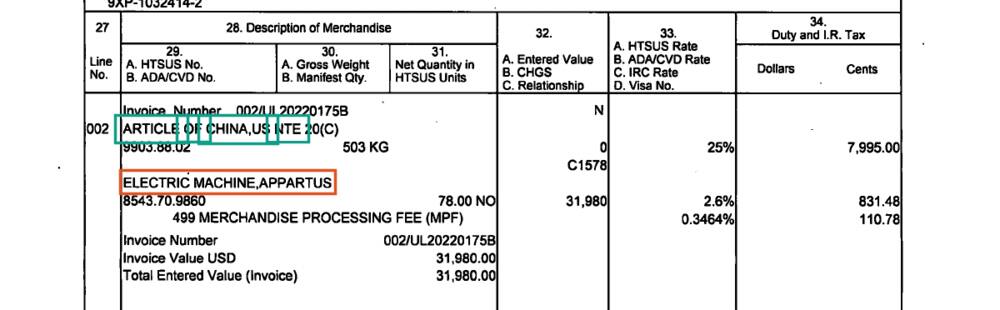 9XP-1032414-2
27 28. Description of Merchandise 32. 33. 34.
Duty and I.R. Tax
Line No. 29. A. HTSUS No. B. ADA/CVD No. 30. A. Gross Weight B. Manifest Qty. 31. Net Quantity in HTSUS Units A. Entered Value B. CHGS C. Relationship A. HTSUS Rate B. ADA/CVD Rate C. IRC Rate D. Visa No. Dollars Cents
Invoice Number 002/UL20220175B N
002 ARTICLE OF CHINA,US NTE 20(C)
9903.88.02 503 KG 0 25% 7,995.00
C1578
ELECTRIC MACHINE,APPARTUS
8543.70.9860 78.00 NO 31,980 2.6% 831.48
499 MERCHANDISE PROCESSING FEE (MPF) 0.3464% 110.78
Invoice Number 002/UL20220175B
Invoice Value USD 31,980.00
Total Entered Value (Invoice) 31,980.00